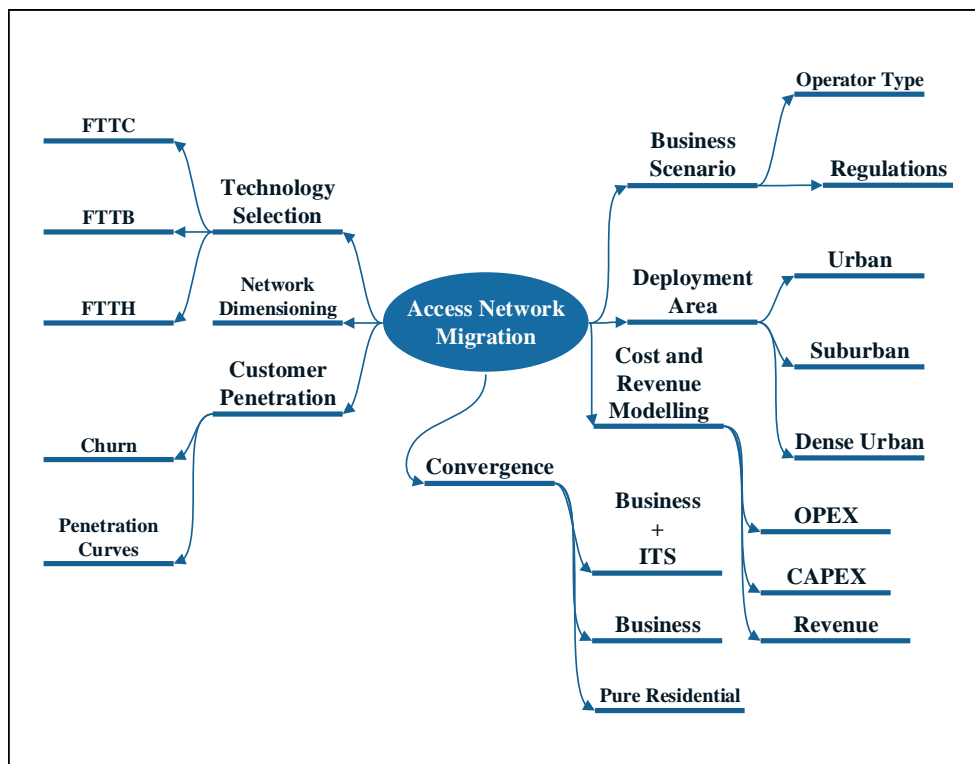 Operator Type
FTTC
Business
Scenario
Regulations
Technology
Selection
FTTB
Urban
Deployment
Area
Network
Dimensioning
FTTH
Access Network
Migration
Suburban
Cost and
Revenue
Modelling
Customer
Penetration
Churn
Dense Urban
Convergence
Penetration
Curves
Business
+
ITS
OPEX
CAPEX
Business
Revenue
Pure Residential